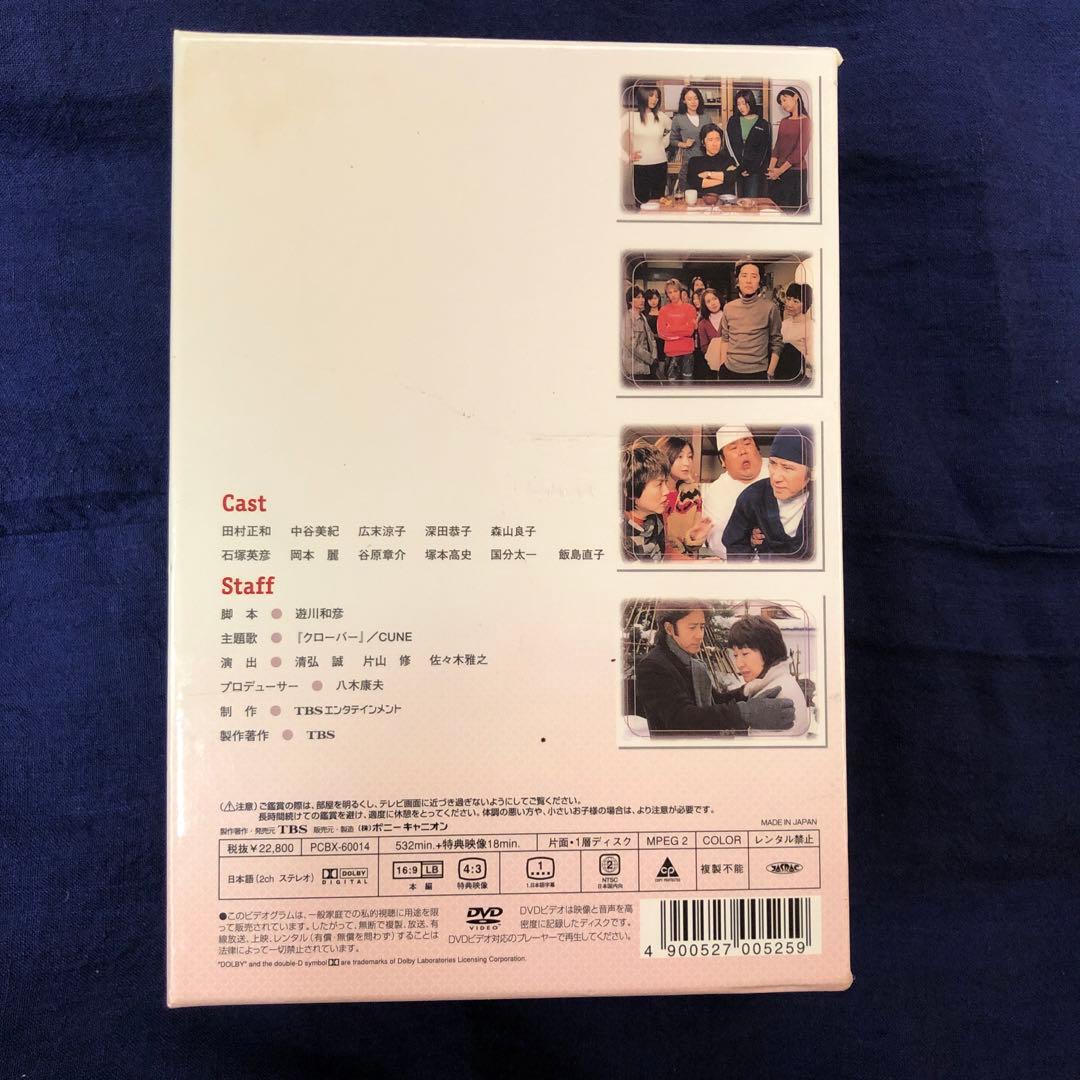 Cast
田村正和 中谷美紀 広末涼子 深田恭子 森山良子
石塚英彦 岡本 麗 谷原章介 塚本高史 国分太一 飯島直子
Staff
脚 本 ● 遊川和彦
主題歌 ● 『クローバー』/CUNE
演 出 ● 清弘 誠 片山 修 佐々木雅之
プロデューサー ● 八木康夫
制 作 ● TBSエンタテインメント
製作著作 ● TBS
(⚠注意)ご鑑賞の際は、部屋を明るくし、テレビ画面に近づき過ぎないようにしてご覧ください。
長時間続けての鑑賞を避け、適度に休憩をとってください。体調の悪い方や、小さいお子様の場合は、より注意が必要です。
製作著作・発売元 TBS 販売元・製造 (株)ポニーキャニオン
MADE IN JAPAN
税抜¥22,800 PCBX-60014 532min.+特典映像18min. 片面・1層ディスク MPEG 2 COLOR レンタル禁止
日本語(2ch ステレオ) DOLBY DIGITAL 16:9 LB 本 編 4:3 特典映像 1 1.日本語字幕 2 NTSC 日本国内向 CP COPY PROTECTED 複製不能 JASRAC
●このビデオグラムは、一般家庭での私的視聴に用途を限
って販売されています。したがって、無断で複製、放送、有
線放送、上映、レンタル(有償・無償を問わず)することは
法律によって一切禁止されています。
DVD VIDEO
DVDビデオは映像と音声を高
密度に記録したディスクです。
DVDビデオ対応のプレーヤーで再生してください。
4 900527 005259
"DOLBY" and the double-D symbol are trademarks of Dolby Laboratories Licensing Corporation.